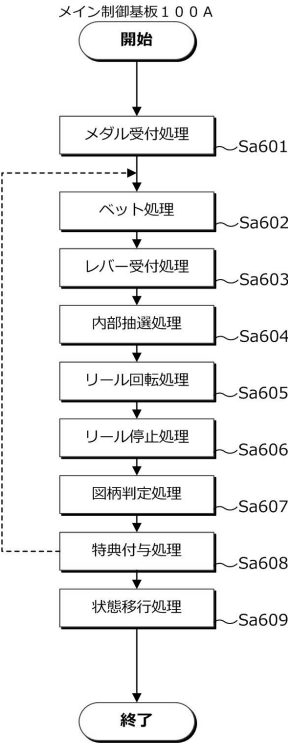 メイン制御基板１００Ａ
開始
メダル受付処理
Sa601
ベット処理
Sa602
レバー受付処理
Sa603
内部抽選処理
Sa604
リール回転処理
Sa605
リール停止処理
Sa606
図柄判定処理
Sa607
特典付与処理
Sa608
状態移行処理
Sa609
終了